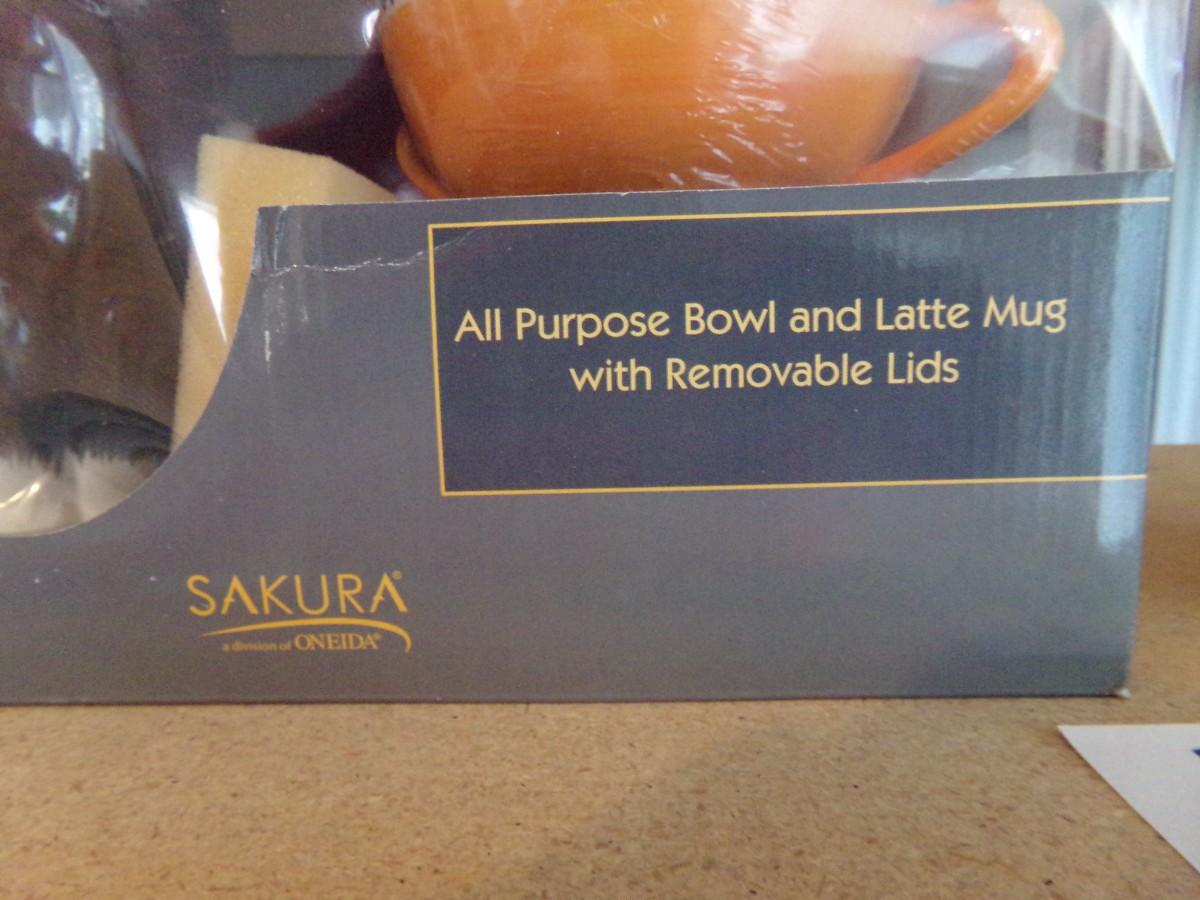 All Purpose Bowl and Latte Mug
with Removable Lids
SAKURA®
a division of ONEIDA®